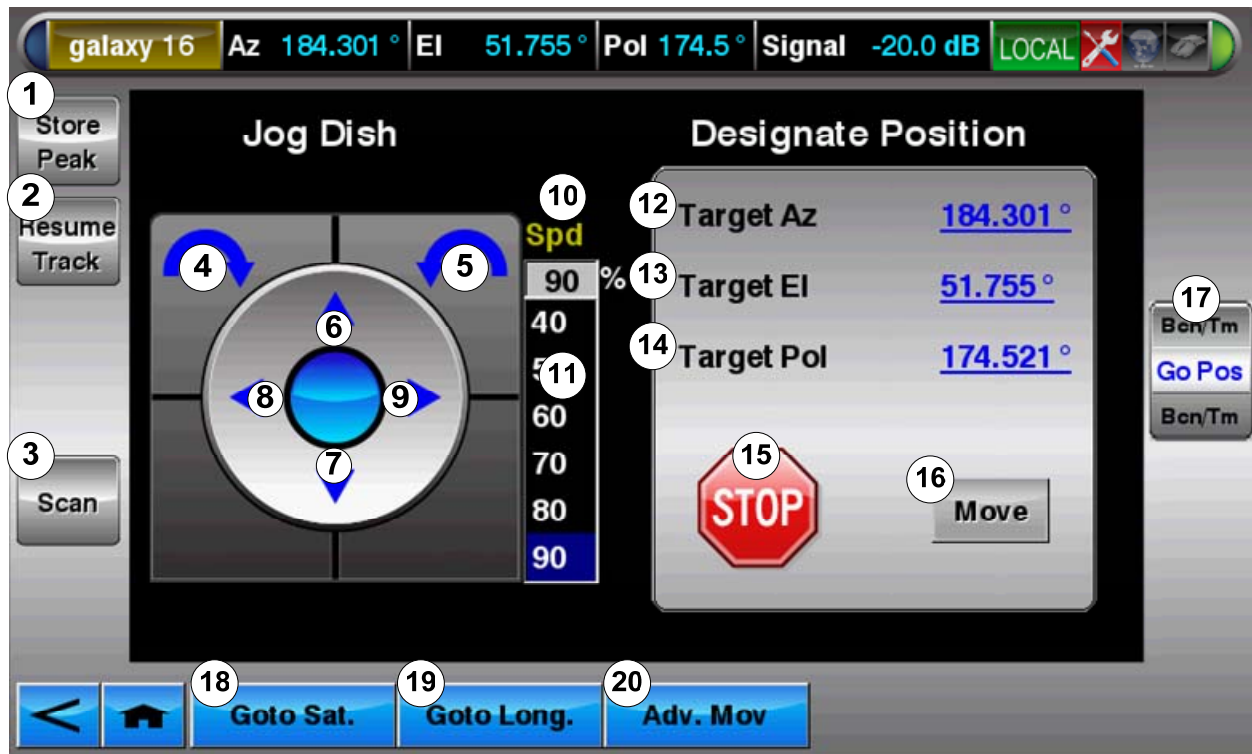 galaxy 16 Az 184.301 ° El 51.755 ° Pol 174.5 ° Signal -20.0 dB LOCAL
1
Store
Peak
2
Resume
Track
3
Scan
Jog Dish
4
5
6
7
8
9
10
Spd
90 %
40
11
60
70
80
90
Designate Position
12 Target Az 184.301 °
13 Target El 51.755 °
14 Target Pol 174.521 °
15
STOP
16
Move
17
Bcn/Tm
Go Pos
Bcn/Tm
<
18
Goto Sat.
19
Goto Long.
20
Adv. Mov